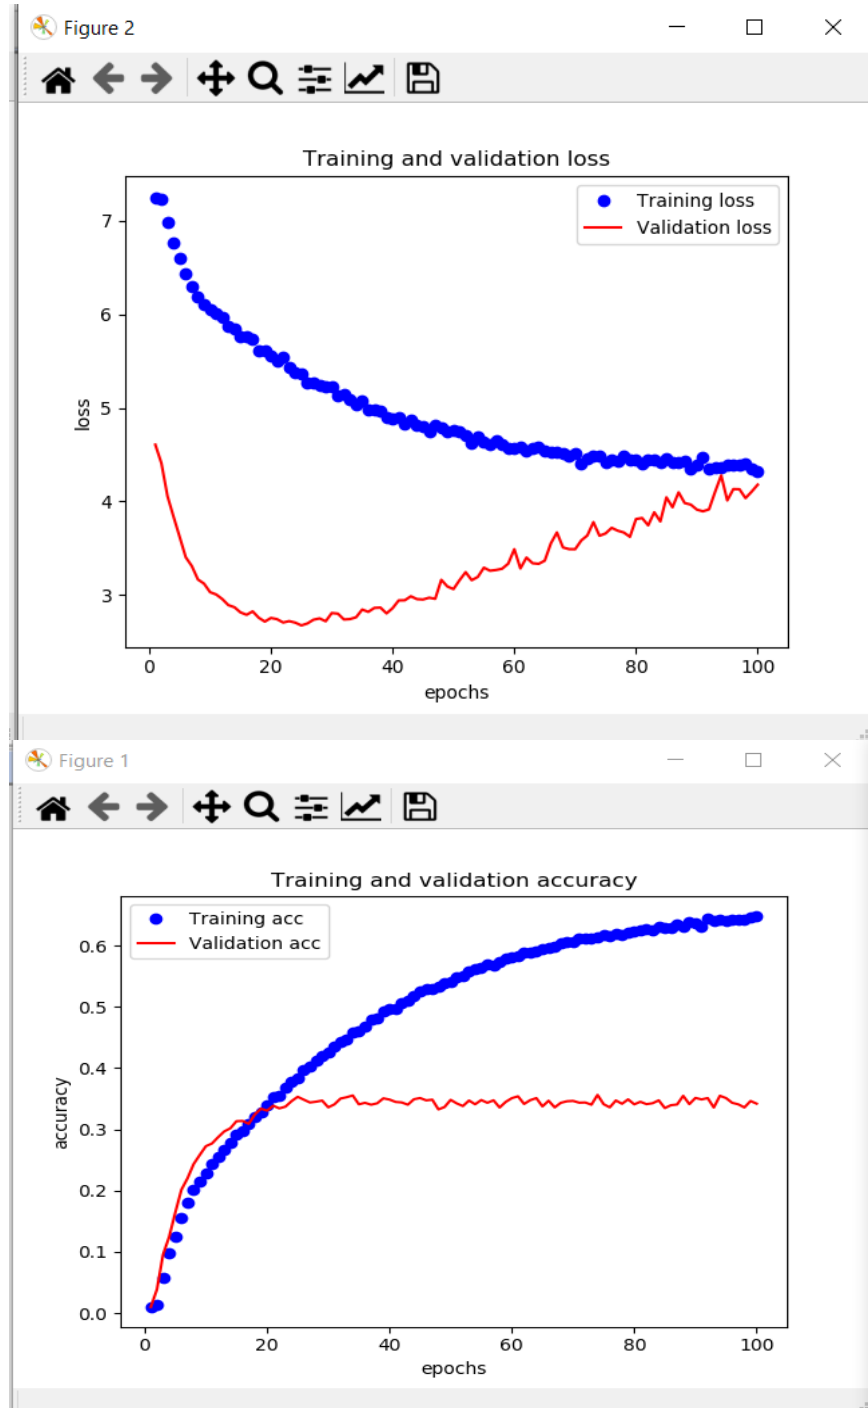 Figure 2
Training and validation loss
Training loss
Validation loss
7
6
5
4
3
loss
0 20 40 60 80 100
epochs
Figure 1
Training and validation accuracy
Training acc
Validation acc
0.6
0.5
0.4
0.3
0.2
0.1
0.0
accuracy
0 20 40 60 80 100
epochs